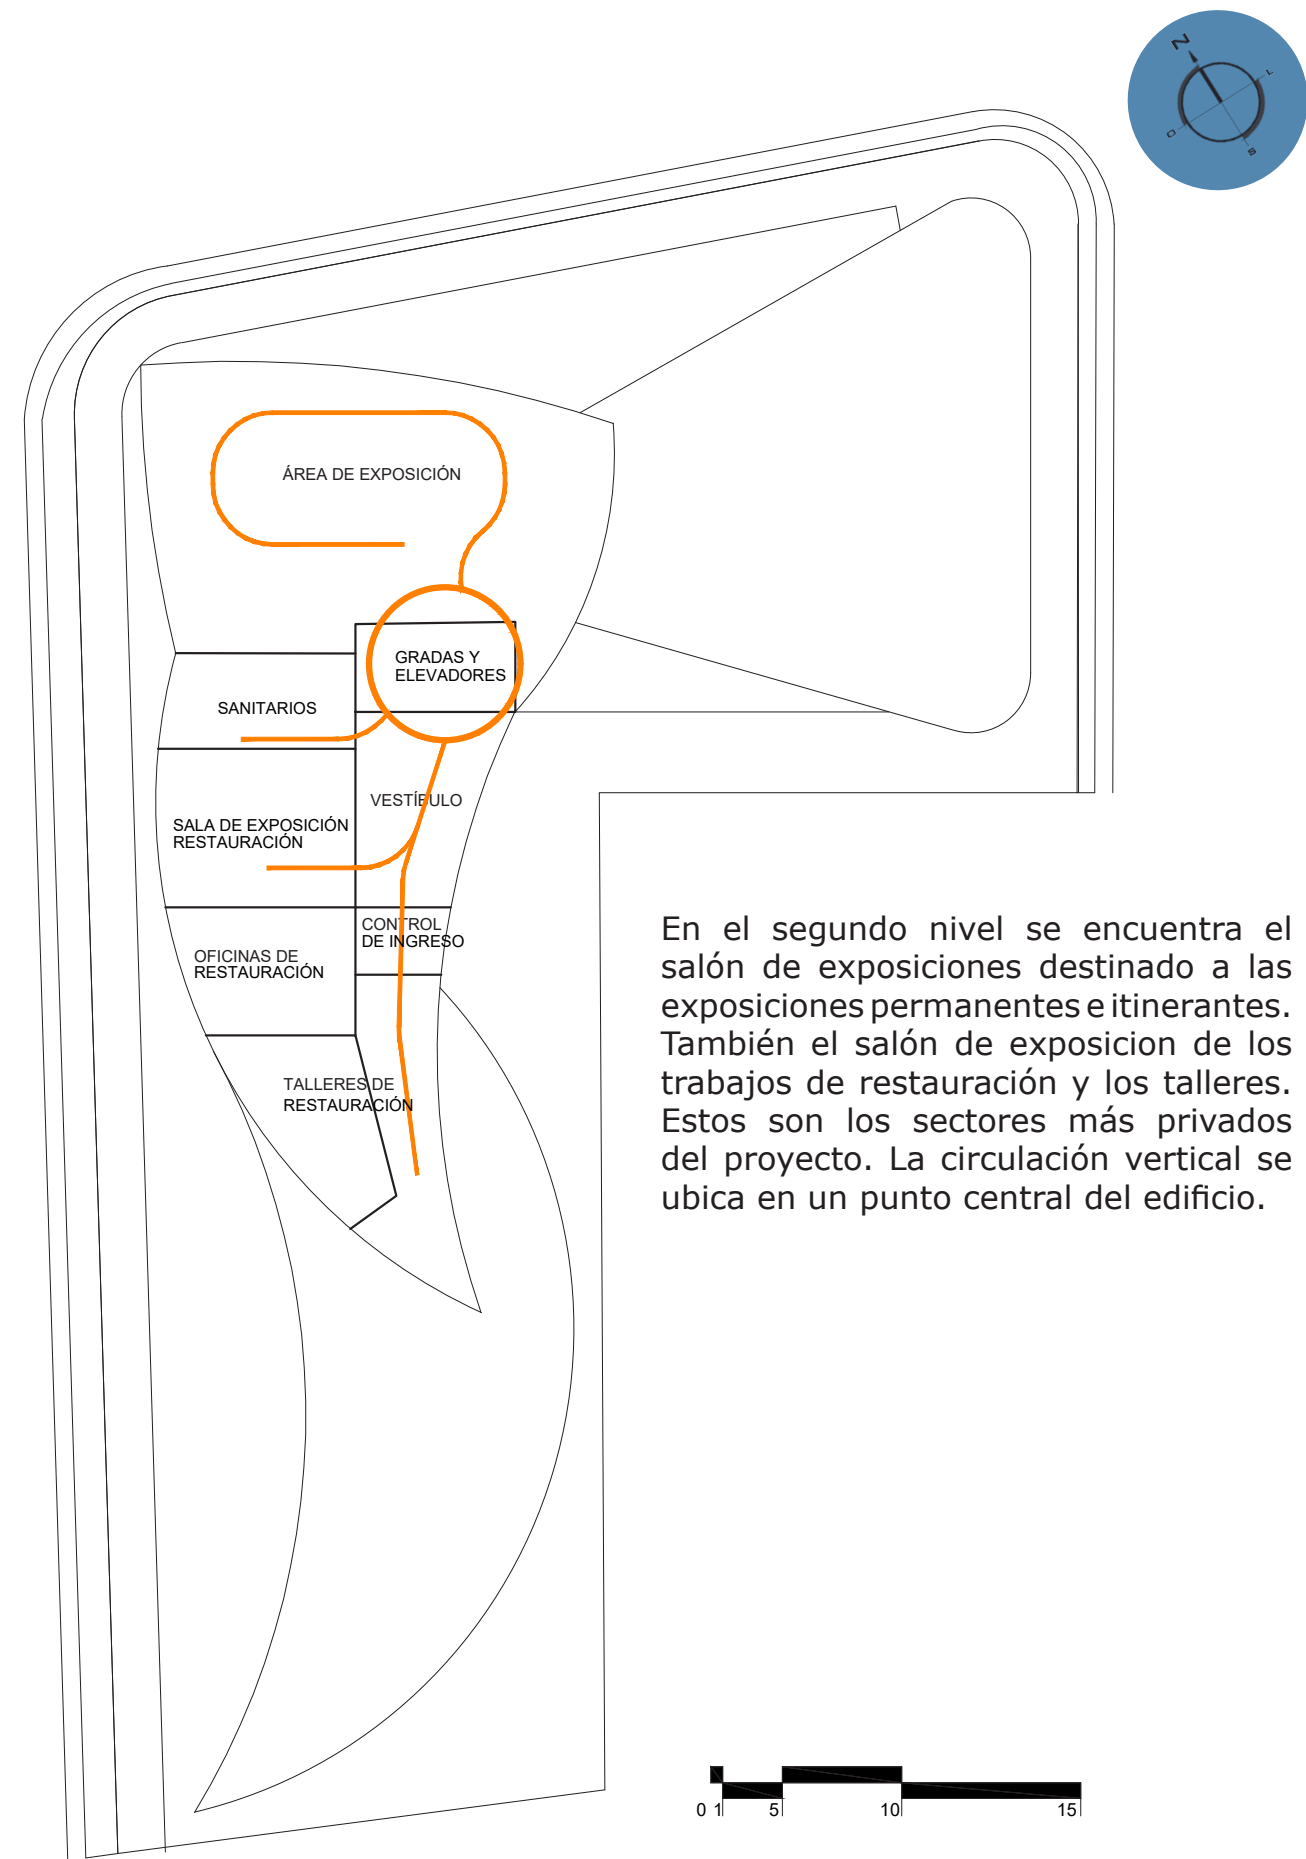 N
L
O
S
ÁREA DE EXPOSICIÓN
GRADAS Y
ELEVADORES
SANITARIOS
VESTÍBULO
SALA DE EXPOSICIÓN
RESTAURACIÓN
CONTROL
DE INGRESO
OFICINAS DE
RESTAURACIÓN
TALLERES DE
RESTAURACIÓN
En el segundo nivel se encuentra el
salón de exposiciones destinado a las
exposiciones permanentes e itinerantes.
También el salón de exposicion de los
trabajos de restauración y los talleres.
Estos son los sectores más privados
del proyecto. La circulación vertical se
ubica en un punto central del edificio.
0 1 5 10 15